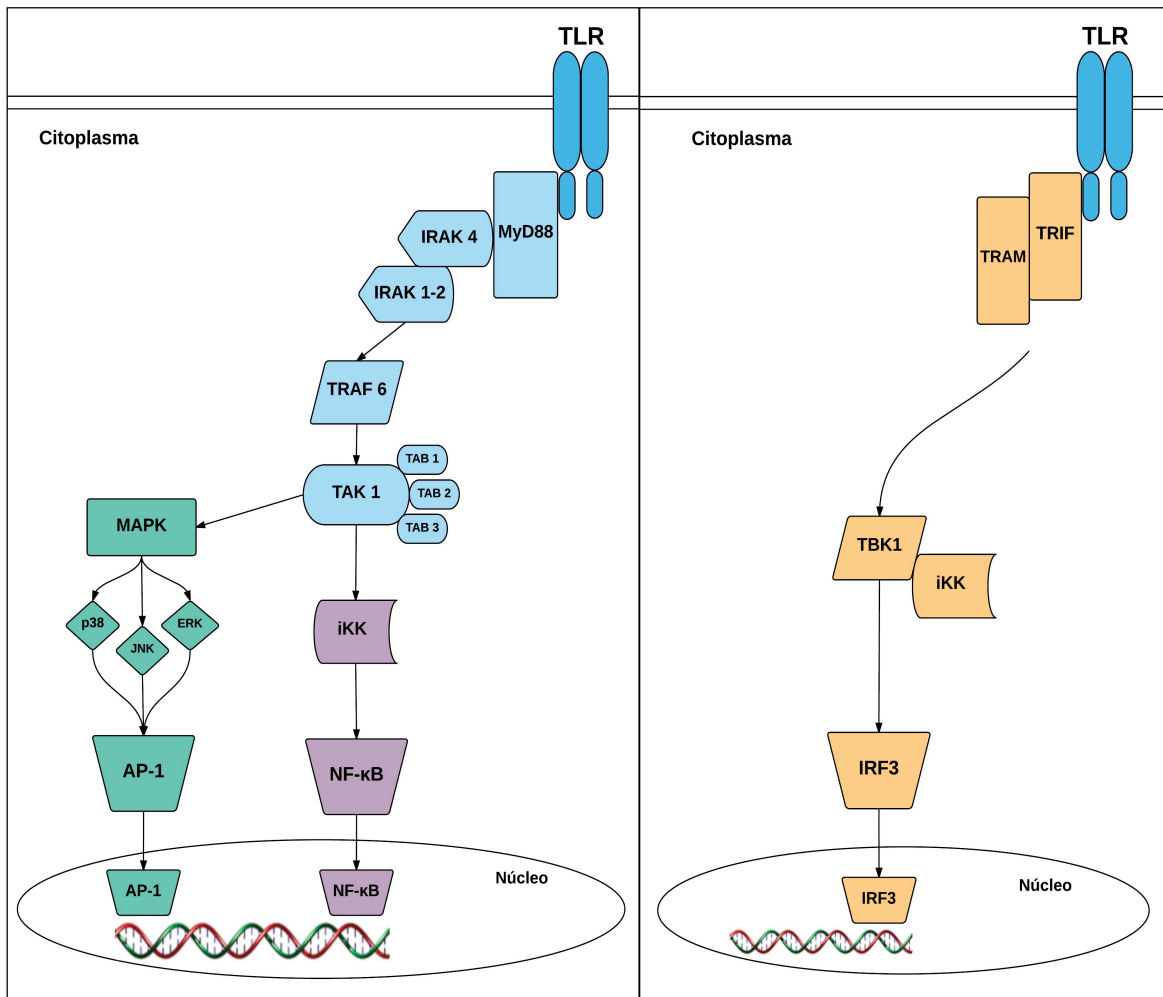 TLR
Citoplasma
MyD88
IRAK 4
IRAK 1-2
TRAF 6
TAB 1
TAK 1
TAB 2
TAB 3
MAPK
p38
JNK
ERK
iKK
AP-1
NF-κB
Núcleo
AP-1
NF-κB
TLR
Citoplasma
TRIF
TRAM
TBK1
iKK
IRF3
Núcleo
IRF3